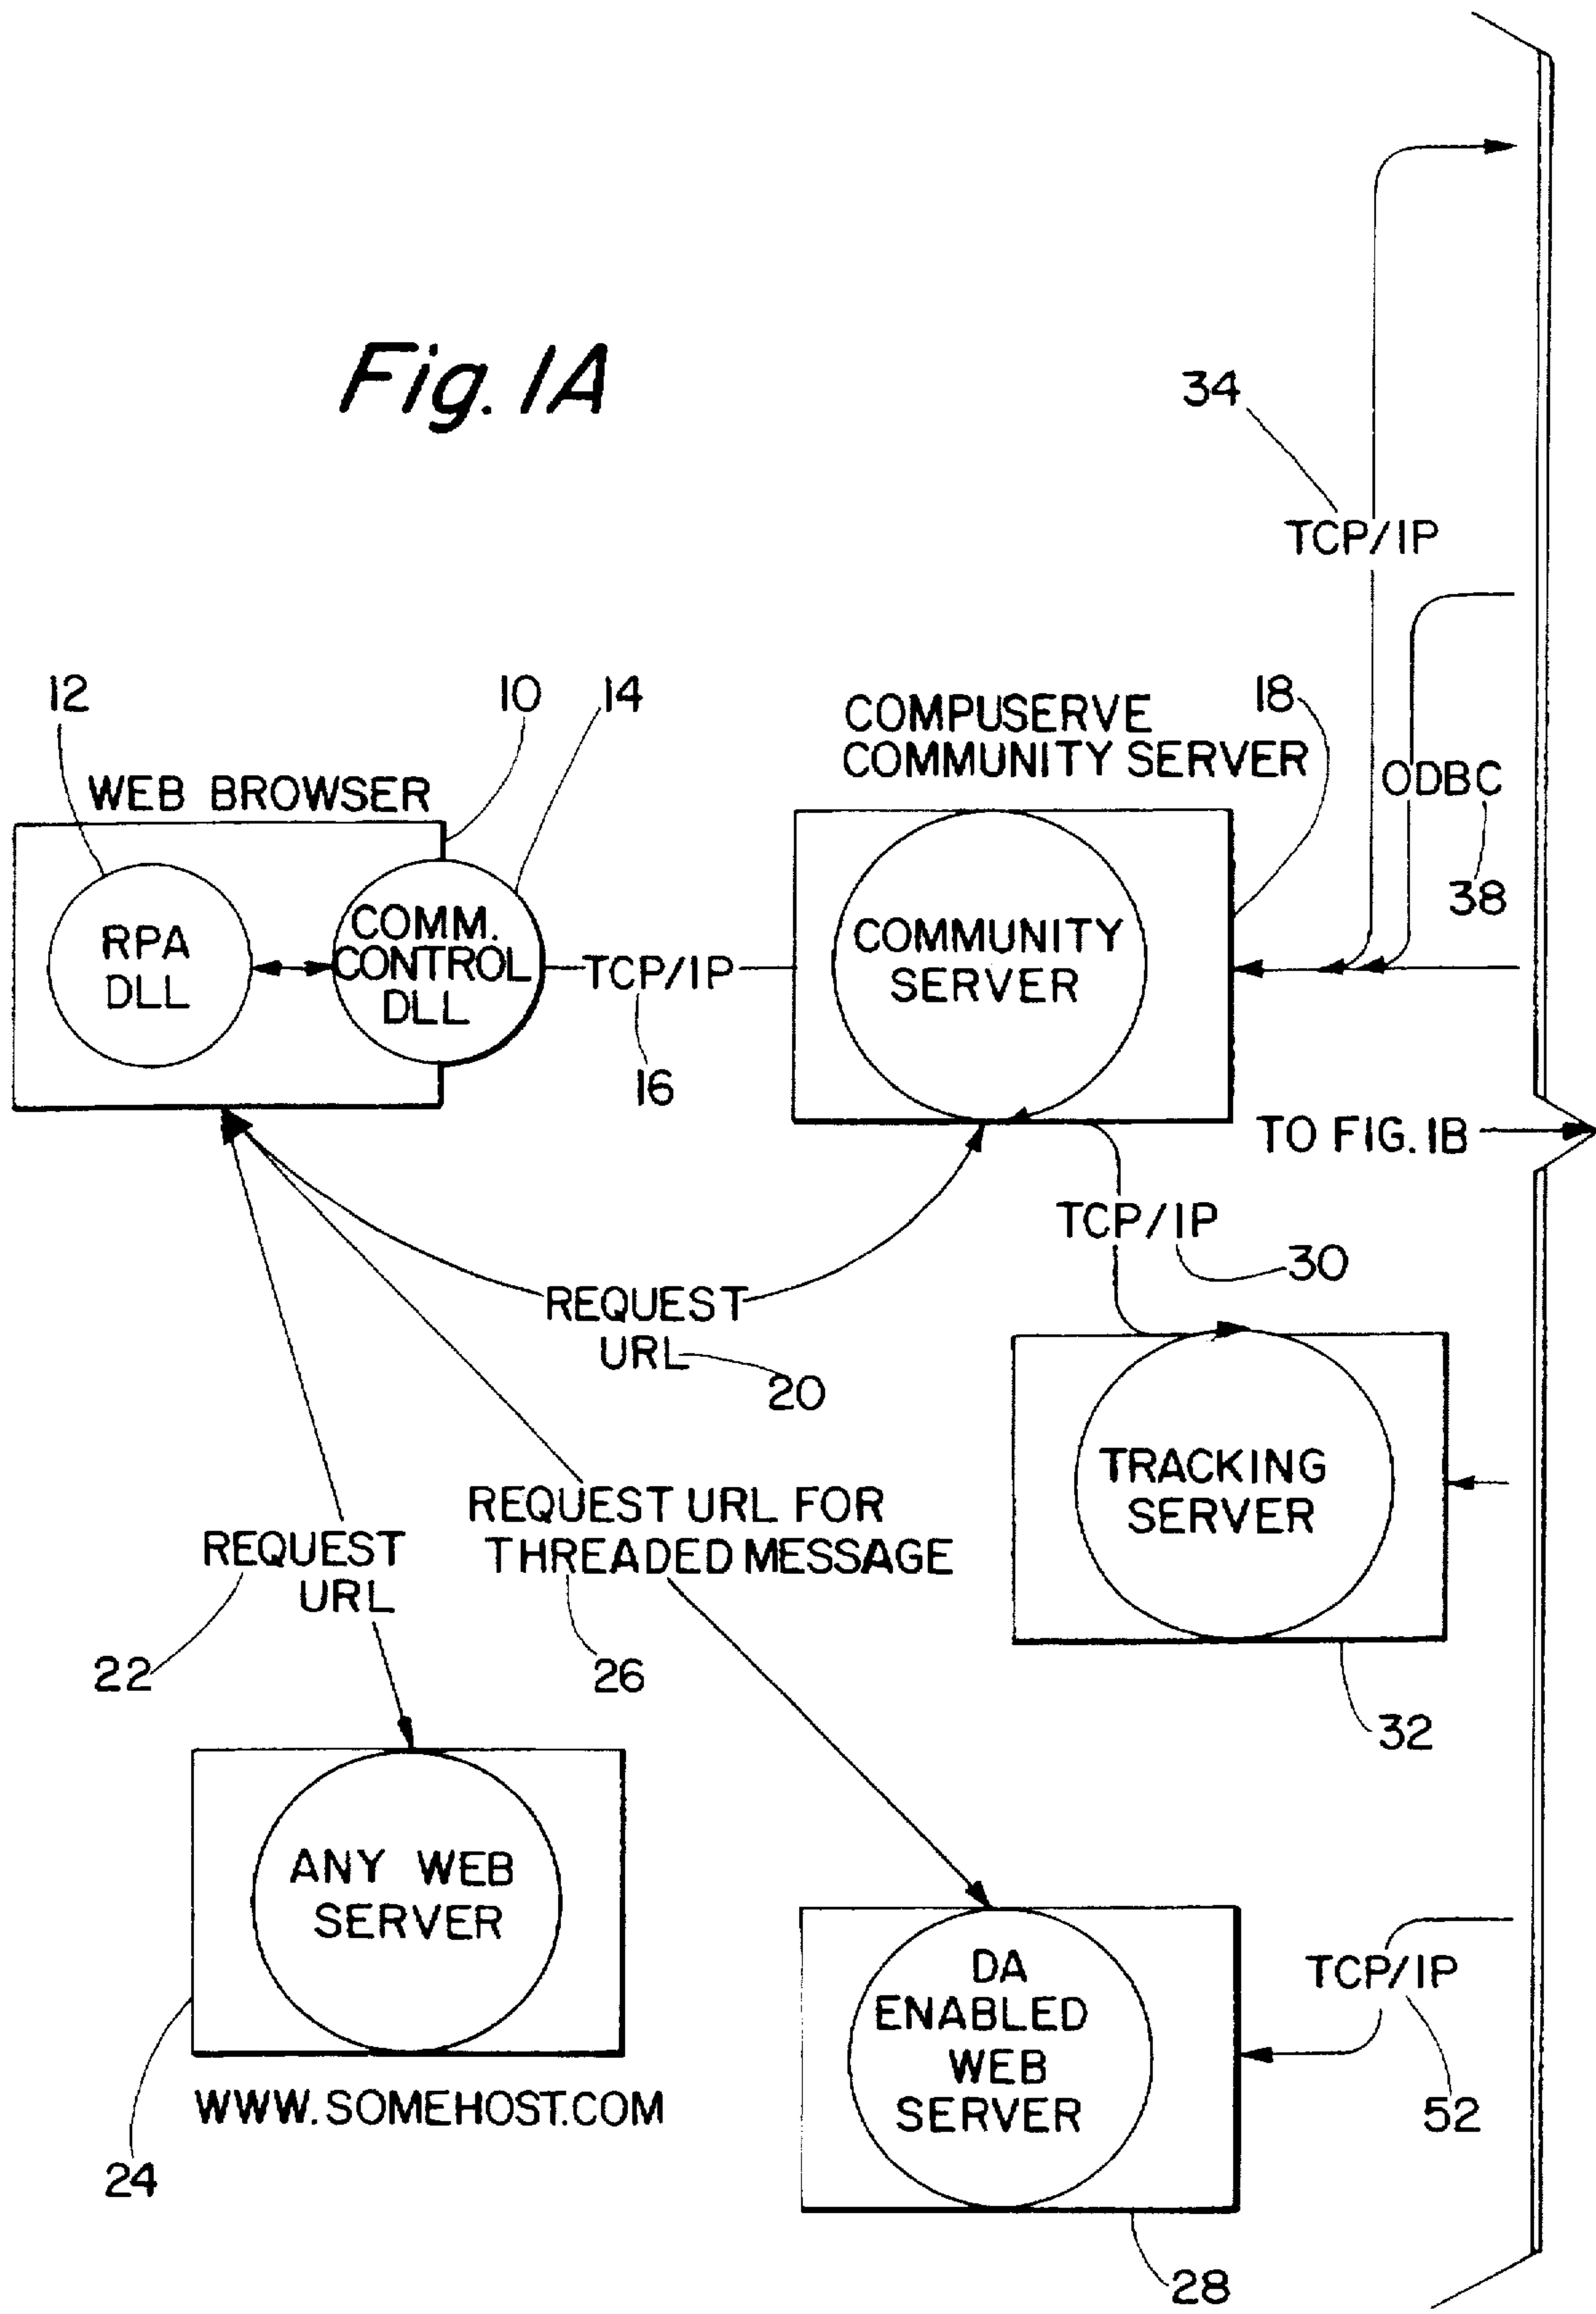 Fig. 1A
34
TCP/IP
12
10
14
COMPUSERVE
COMMUNITY SERVER
18
WEB BROWSER
ODBC
38
RPA
DLL
COMM.
CONTROL
DLL
TCP/IP
16
COMMUNITY
SERVER
TO FIG. 1B
TCP/IP
30
REQUEST
URL
20
TRACKING
SERVER
32
REQUEST URL FOR
THREADED MESSAGE
26
REQUEST
URL
22
ANY WEB
SERVER
WWW.SOMEHOST.COM
24
DA
ENABLED
WEB
SERVER
28
TCP/IP
52